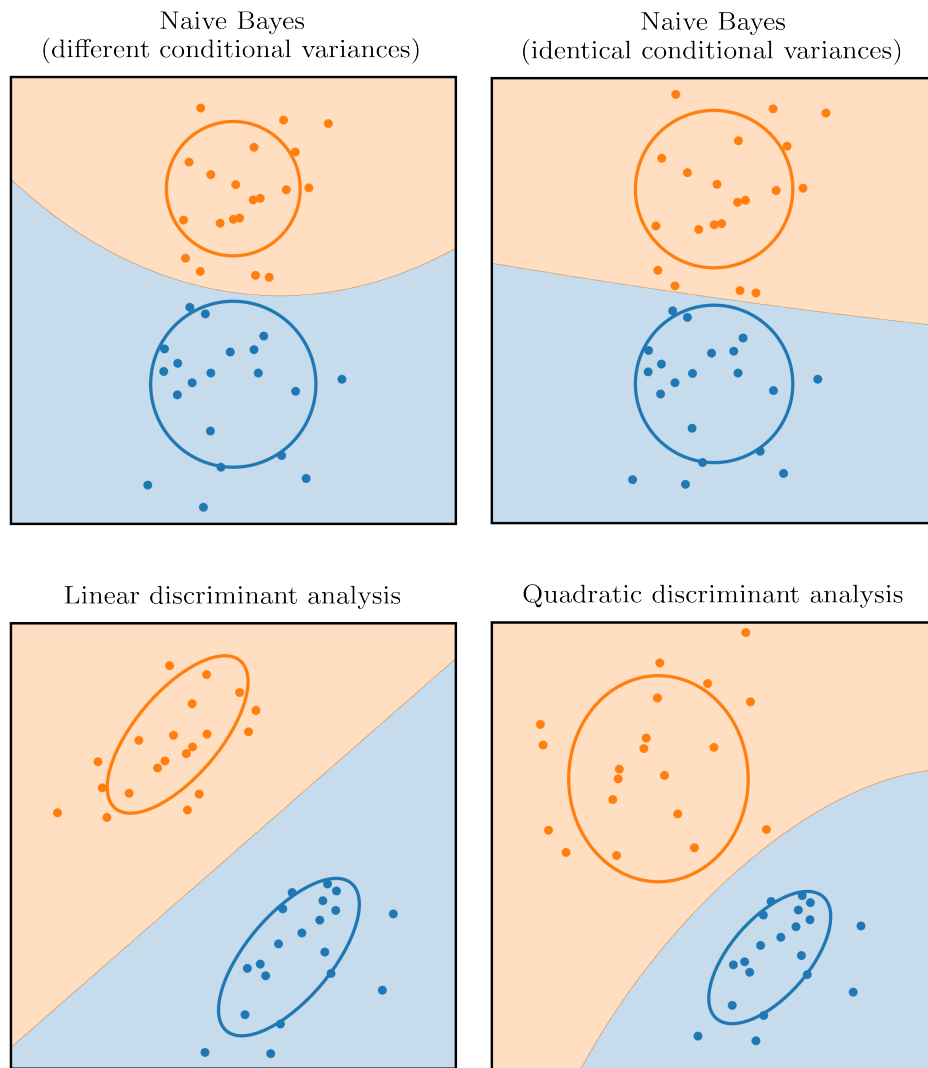 Naive Bayes
(different conditional variances)
Naive Bayes
(identical conditional variances)
Linear discriminant analysis
Quadratic discriminant analysis